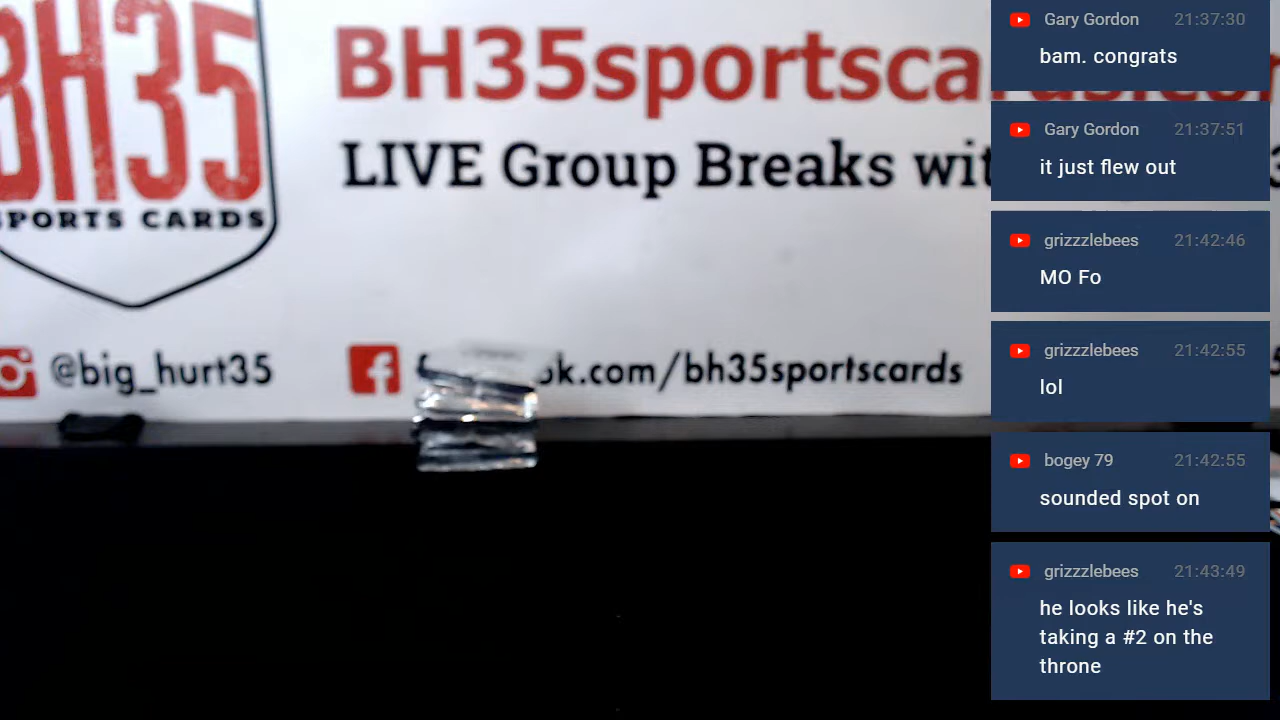 BH35
SPORTS CARDS
BH35sportscards.com
LIVE Group Breaks wit
@big_hurt35
ok.com/bh35sportscards
Gary Gordon 21:37:30
bam. congrats
Gary Gordon 21:37:51
it just flew out
grizzzlebees 21:42:46
MO Fo
grizzzlebees 21:42:55
lol
bogey 79 21:42:55
sounded spot on
grizzzlebees 21:43:49
he looks like he's
taking a #2 on the
throne